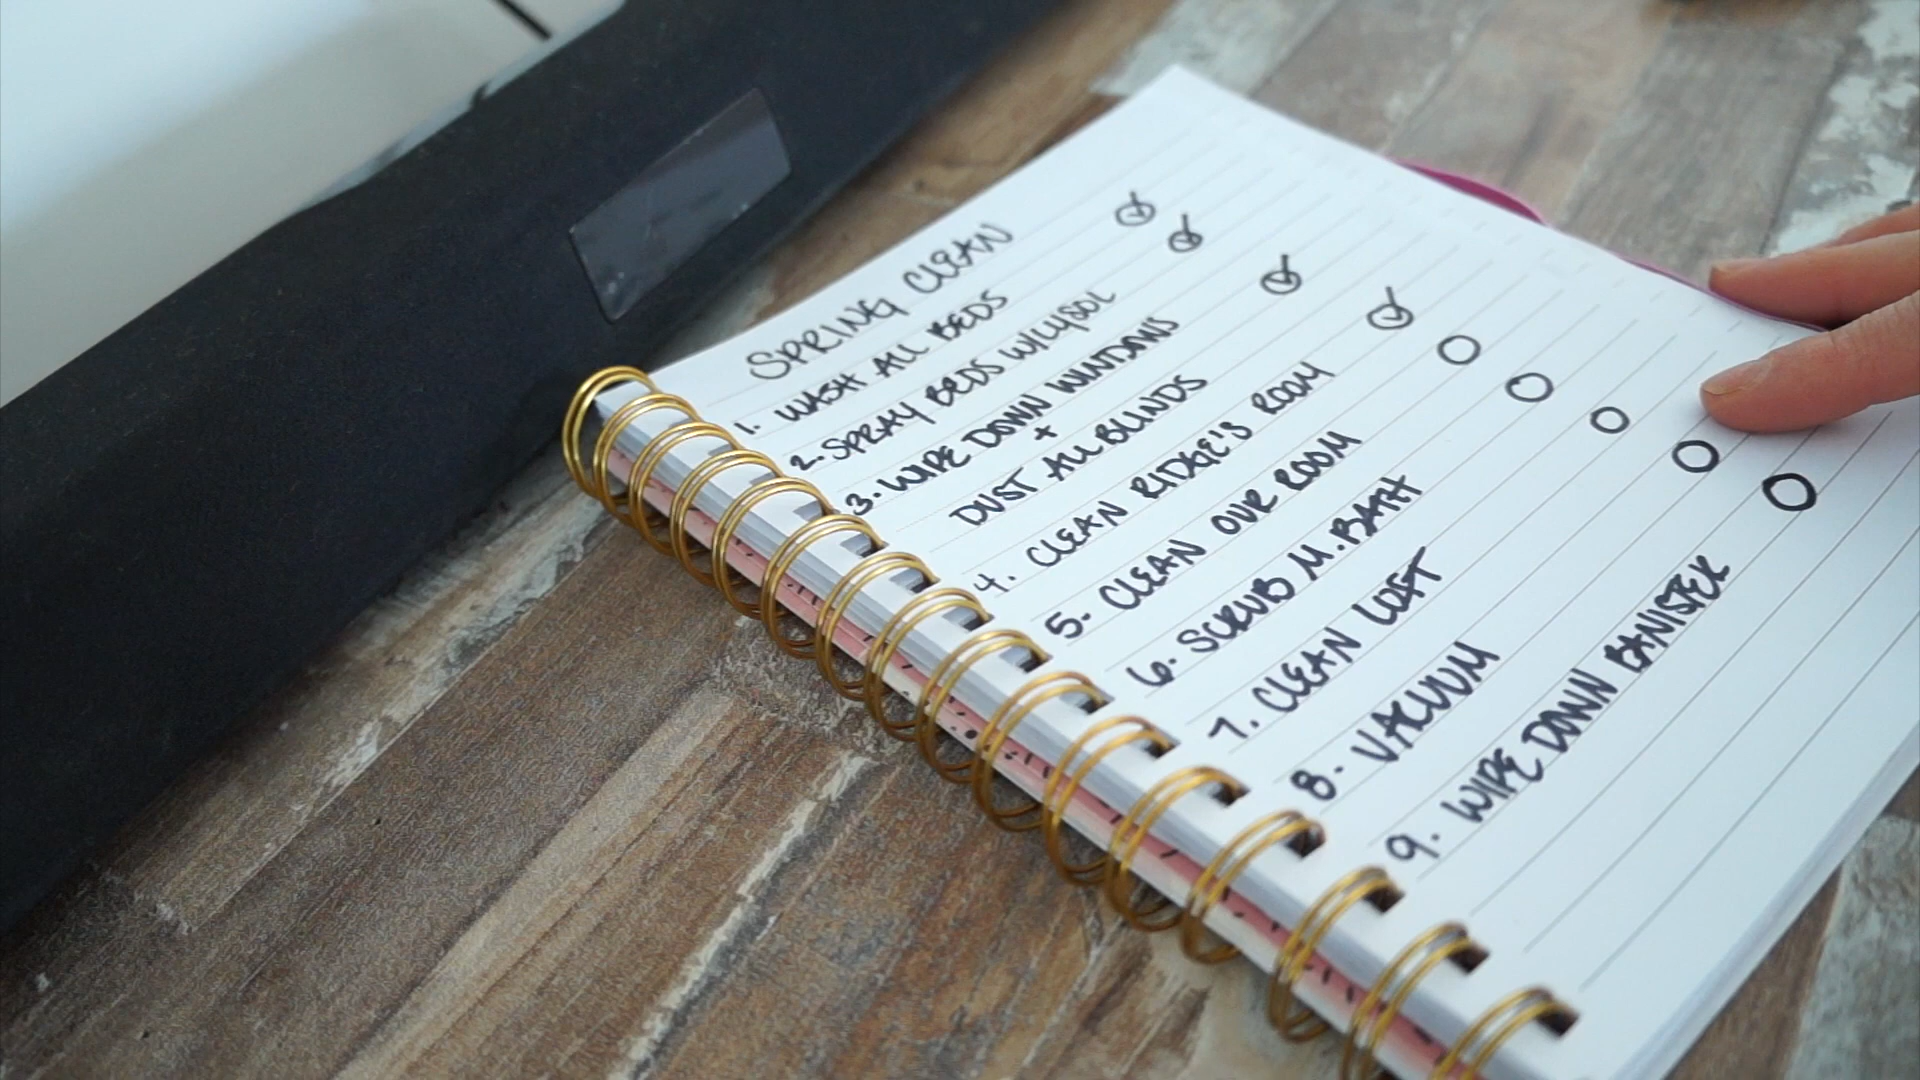 SPRING CLEAN
1. WASH ALL BEDS
2. SPRAY BEDS W/LYSOL
3. WIPE DOWN WINDOWS
+
DUST ALL BLINDS
4. CLEAN RIDGE'S ROOM
5. CLEAN OUR ROOM
6. SCRUB M. BATH
7. CLEAN LOFT
8. VACUUM
9. WIPE DOWN BANISTER